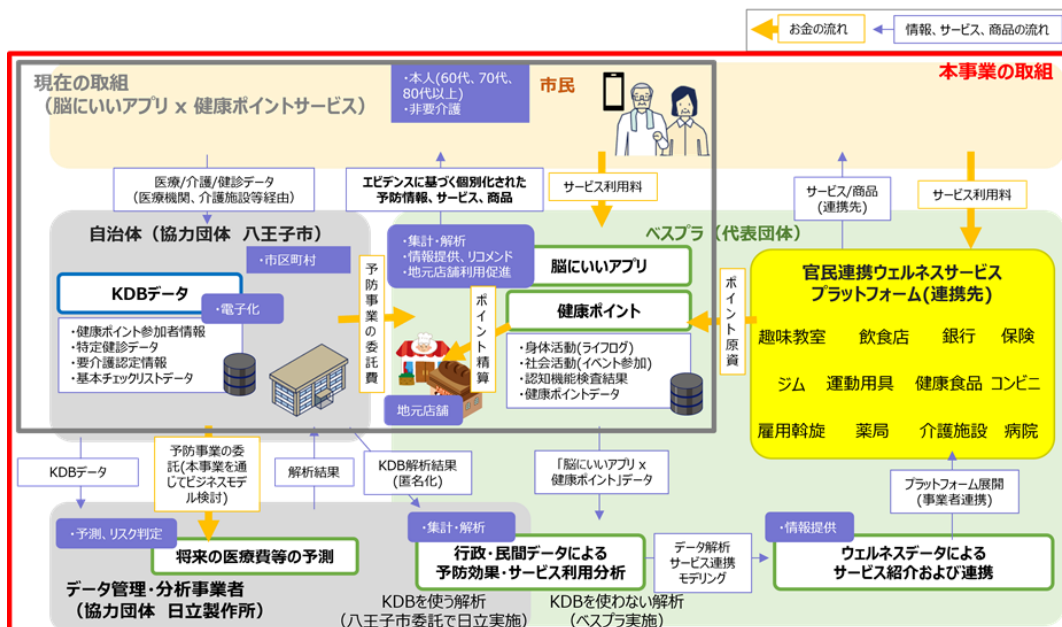 お金の流れ
情報、サービス、商品の流れ
本事業の取組
現在の取組
(脳にいいアプリ x 健康ポイントサービス)
・本人(60代、70代、
80代以上)
・非要介護
市民
医療/介護/健診データ
(医療機関、介護施設等経由)
エビデンスに基づく個別化された
予防情報、サービス、商品
サービス利用料
サービス/商品
(連携先)
サービス利用料
自治体（協力団体 八王子市）
・市区町村
KDBデータ
・電子化
・健康ポイント参加者情報
・特定健診データ
・要介護認定情報
・基本チェックリストデータ
予防事業の委託費
ベスプラ（代表団体）
・集計・解析
・情報提供、リコメンド
・地元店舗利用促進
脳にいいアプリ
健康ポイント
ポイント精算
・身体活動(ライフログ)
・社会活動(イベント参加)
・認知機能検査結果
・健康ポイントデータ
地元店舗
ポイント原資
官民連携ウェルネスサービス
プラットフォーム(連携先)
趣味教室 飲食店 銀行 保険
ジム 運動用具 健康食品 コンビニ
雇用斡旋 薬局 介護施設 病院
KDBデータ
予防事業の委
託(本事業を通
じてビジネスモデ
ル検討)
解析結果
KDB解析結果
(匿名化)
「脳にいいアプリ x
健康ポイント」データ
プラットフォーム展開
(事業者連携)
・予測、リスク判定
将来の医療費等の予測
データ管理・分析事業者
（協力団体 日立製作所）
・集計・解析
行政・民間データによる
予防効果・サービス利用分析
データ解析
サービス連携
モデリング
・情報提供
ウェルネスデータによる
サービス紹介および連携
KDBを使う解析
(八王子市委託で日立実施)
KDBを使わない解析
(ベスプラ実施)